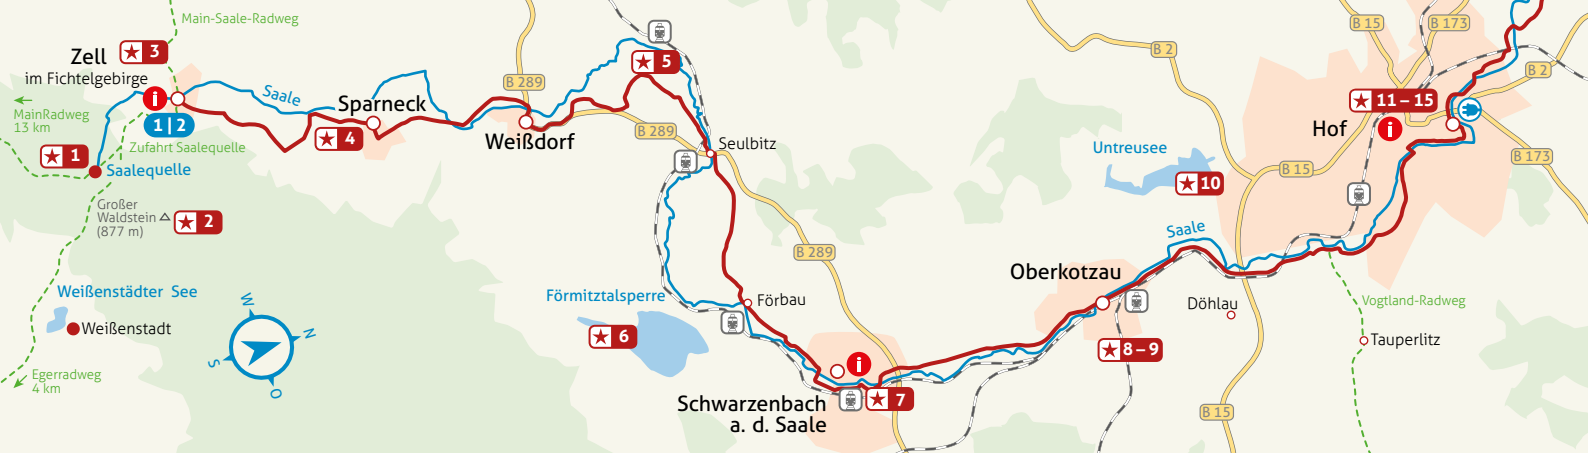 Main-Saale-Radweg
Zell
im Fichtelgebirge
3
i
1|2
MainRadweg
13 km
Zufahrt Saalequelle
1
Saalequelle
Großer
Waldstein
(877 m)
2
Weißenstädter See
Weißenstadt
Egerradweg
4 km
W
N
S
O
Saale
Sparneck
4
B 289
Weißdorf
5
B 289
Seulbitz
B 289
Förmitztalsperre
6
Förbau
i
7
Schwarzenbach
a. d. Saale
Oberkotzau
8–9
Untreusee
10
Saale
Döhlau
B 2
B 15
B 173
B 2
11–15
Hof
i
B 173
B 15
Vogtland-Radweg
Tauperlitz
B 15